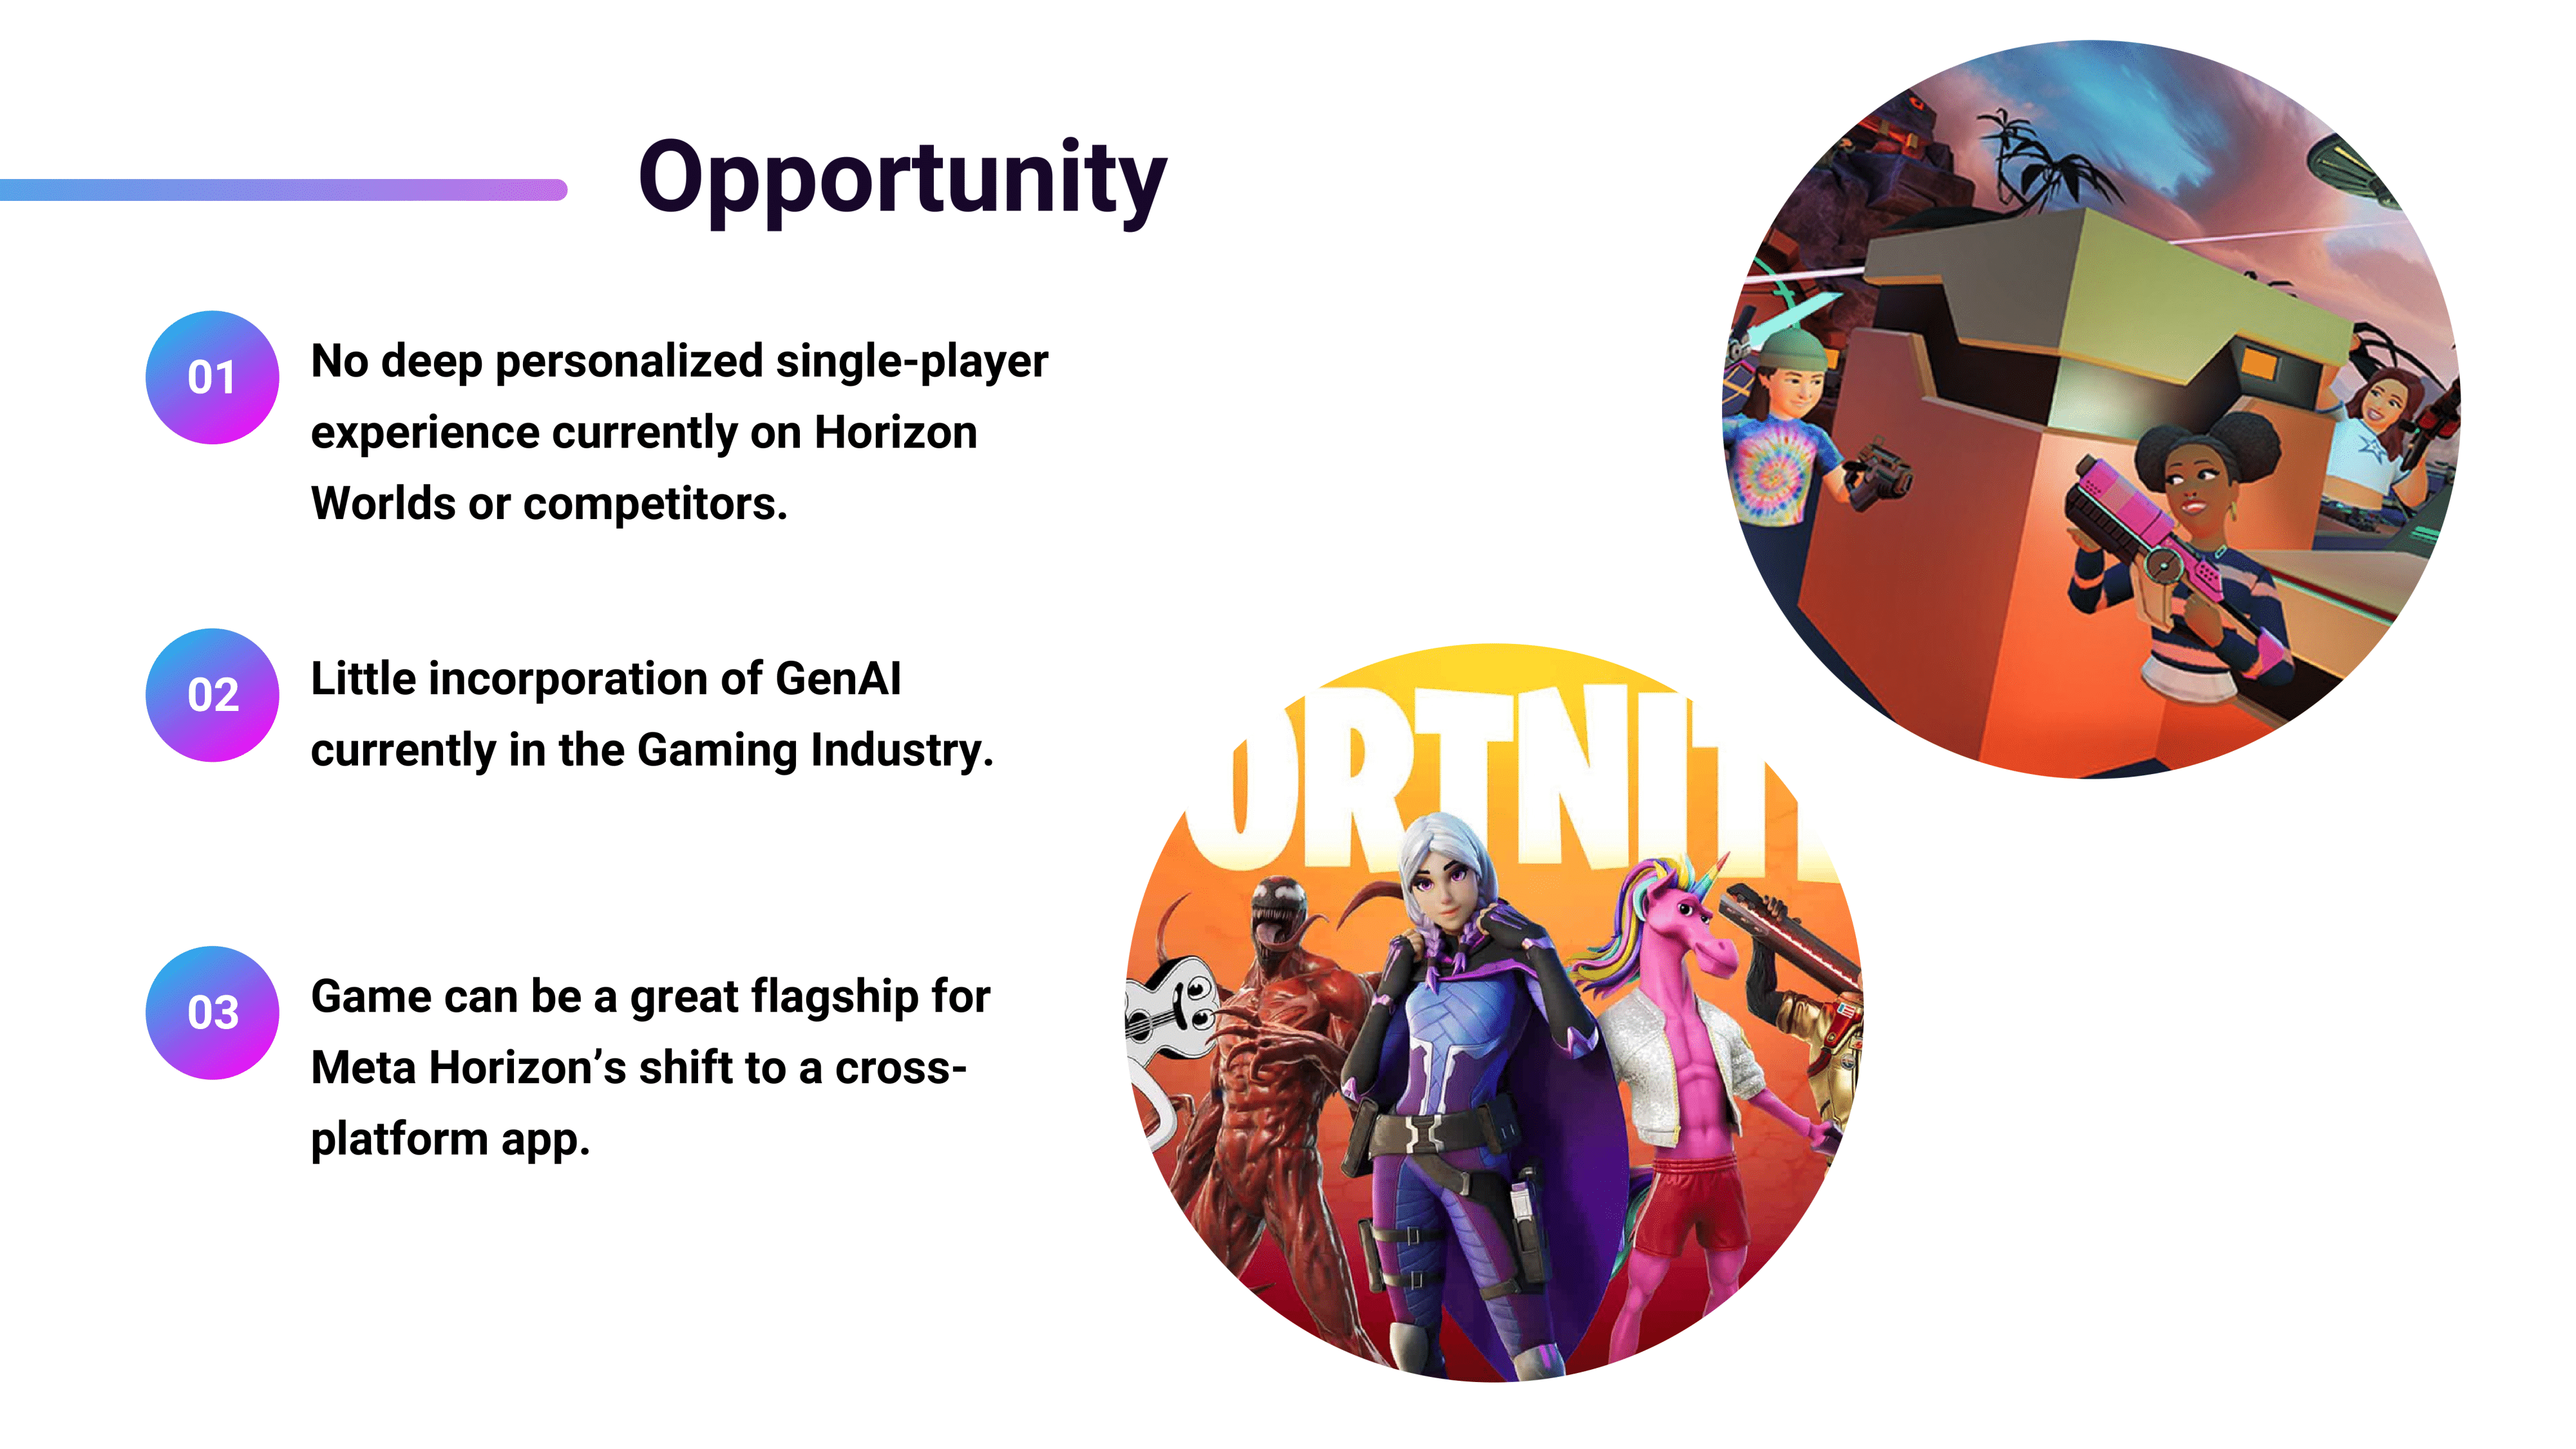 Opportunity
01
No deep personalized single-player
experience currently on Horizon
Worlds or competitors.
02
Little incorporation of GenAI
currently in the Gaming Industry.
03
Game can be a great flagship for
Meta Horizon’s shift to a cross-
platform app.
ORTNIT